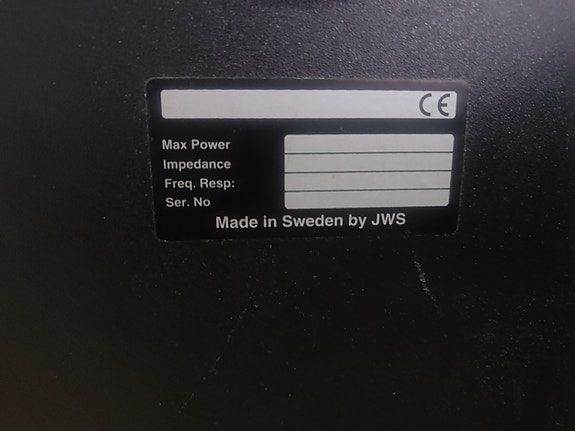 CE
Max Power
Impedance
Freq. Resp:
Ser. No
Made in Sweden by JWS